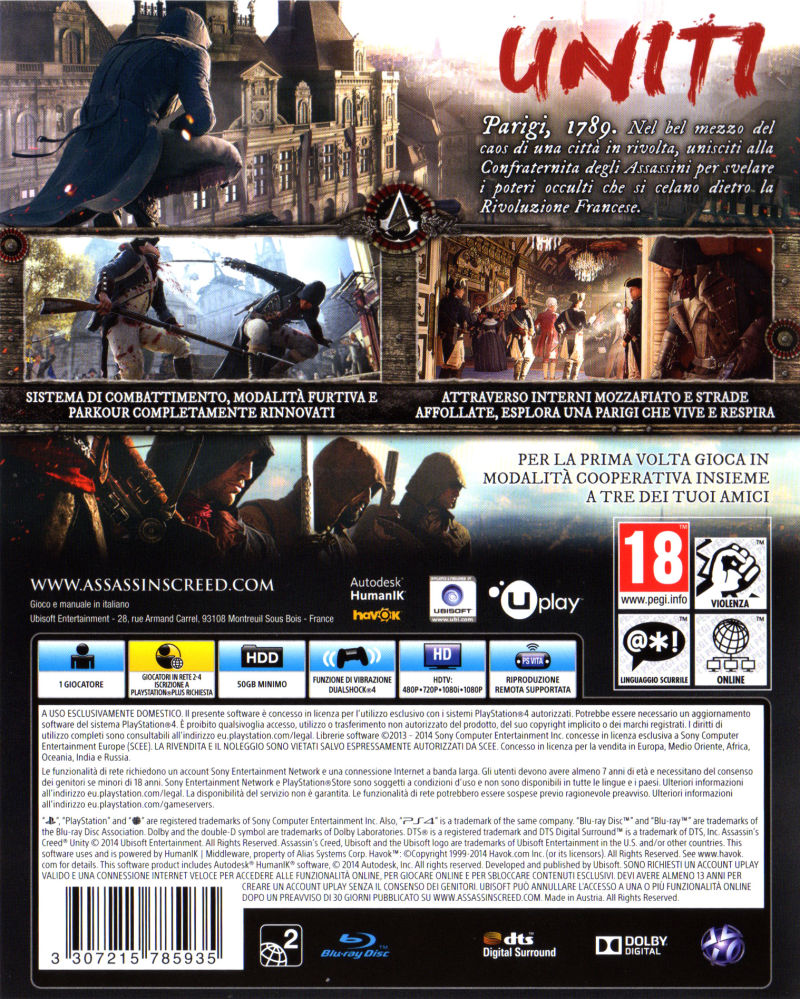 UNITI
Parigi, 1789. Nel bel mezzo del
caos di una città in rivolta, unisciti alla
Confraternita degli Assassini per svelare
i poteri occulti che si celano dietro la
Rivoluzione Francese.
SISTEMA DI COMBATTIMENTO, MODALITÀ FURTIVA E
PARKOUR COMPLETAMENTE RINNOVATI
ATTRAVERSO INTERNI MOZZAFIATO E STRADE
AFFOLLATE, ESPLORA UNA PARIGI CHE VIVE E RESPIRA
PER LA PRIMA VOLTA GIOCA IN
MODALITÀ COOPERATIVA INSIEME
A TRE DEI TUOI AMICI
WWW.ASSASSINSCREED.COM
Gioco e manuale in italiano
Ubisoft Entertainment - 28, rue Armand Carrel, 93108 Montreuil Sous Bois - France
Autodesk
HumanIK
havok
UBISOFT
www.ubi.com
Uplay™
18
www.pegi.info
VIOLENZA
@*!
LINGUAGGIO SCURRILE
ONLINE
1 GIOCATORE
GIOCATORI IN RETE 2-4
ISCRIZIONE A
PLAYSTATION®PLUS RICHIESTA
HDD
50GB MINIMO
FUNZIONE DI VIBRAZIONE
DUALSHOCK®4
HD
HDTV:
480P•720P•1080i•1080P
PS VITA
RIPRODUZIONE
REMOTA SUPPORTATA
A USO ESCLUSIVAMENTE DOMESTICO. Il presente software è concesso in licenza per l'utilizzo esclusivo con i sistemi PlayStation®4 autorizzati. Potrebbe essere necessario un aggiornamento
software del sistema PlayStation®4. È proibito qualsivoglia accesso, utilizzo o trasferimento non autorizzato del prodotto, del suo copyright implicito o dei marchi registrati. I diritti di
utilizzo completi sono consultabili all'indirizzo eu.playstation.com/legal. Librerie software ©2013 - 2014 Sony Computer Entertainment Inc. concesse in licenza esclusiva a Sony Computer
Entertainment Europe (SCEE). LA RIVENDITA E IL NOLEGGIO SONO VIETATI SALVO ESPRESSAMENTE AUTORIZZATI DA SCEE. Concesso in licenza per la vendita in Europa, Medio Oriente, Africa,
Oceania, India e Russia.
Le funzionalità di rete richiedono un account Sony Entertainment Network e una connessione Internet a banda larga. Gli utenti devono avere almeno 7 anni di età e necessitano del consenso
dei genitori se minori di 18 anni. Sony Entertainment Network e PlayStation®Store sono soggetti a condizioni d'uso e non sono disponibili in tutte le lingue e i paesi. Ulteriori informazioni
all'indirizzo eu.playstation.com/legal. La disponibilità del servizio non è garantita. Le funzionalità di rete potrebbero essere sospese previo ragionevole preavviso. Ulteriori informazioni
all'indirizzo eu.playstation.com/gameservers.
" ", "PlayStation" and " " are registered trademarks of Sony Computer Entertainment Inc. Also, "PS4" is a trademark of the same company. "Blu-ray Disc™" and "Blu-ray™" are trademarks of
the Blu-ray Disc Association. Dolby and the double-D symbol are trademarks of Dolby Laboratories. DTS® is a registered trademark and DTS Digital Surround™ is a trademark of DTS, Inc. Assassin's
Creed® Unity © 2014 Ubisoft Entertainment. All Rights Reserved. Assassin's Creed, Ubisoft and the Ubisoft logo are trademarks of Ubisoft Entertainment in the U.S. and/or other countries. This
software uses and is powered by HumanIK | Middleware, property of Alias Systems Corp. Havok™: ©Copyright 1999-2014 Havok.com Inc. (or its licensors). All Rights Reserved. See www.havok.
com for details. This software product includes Autodesk® HumanIK® software, © 2014 Autodesk, Inc. All rights reserved. Developed and published by Ubisoft. SONO RICHIESTI UN ACCOUNT UPLAY
VALIDO E UNA CONNESSIONE INTERNET VELOCE PER ACCEDERE ALLE FUNZIONALITÀ ONLINE, PER GIOCARE ONLINE E PER SBLOCCARE CONTENUTI ESCLUSIVI. DEVI AVERE ALMENO 13 ANNI PER
CREARE UN ACCOUNT UPLAY SENZA IL CONSENSO DEI GENITORI. UBISOFT PUÒ ANNULLARE L'ACCESSO A UNA O PIÙ FUNZIONALITÀ ONLINE
DOPO UN PREAVVISO DI 30 GIORNI PUBBLICATO SU WWW.ASSASSINSCREED.COM. Made in Austria. All Rights Reserved.
3 307215 785935
2
Blu-ray Disc
dts
Digital Surround
DOLBY
DIGITAL